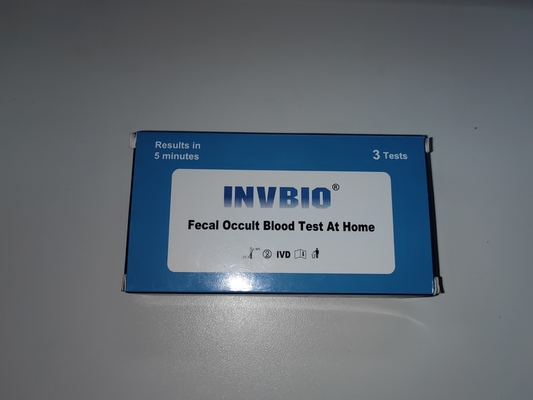 Results in
5 minutes
3 Tests
INVBIO®
Fecal Occult Blood Test At Home
IVD